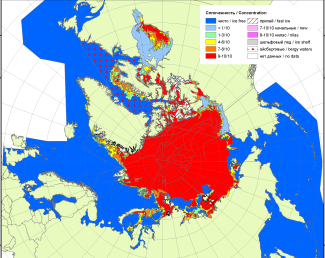 Сплоченность / Concentration:
чисто / ice free
< 1/10
1-3/10
4-6/10
7-8/10
9-10/10
припай / fast ice
7-10/10 начальные / new
9-10/10 нилас / nilas
шельфовый лед / ice shelf
айсберговые / bergy waters
нет данных / no data